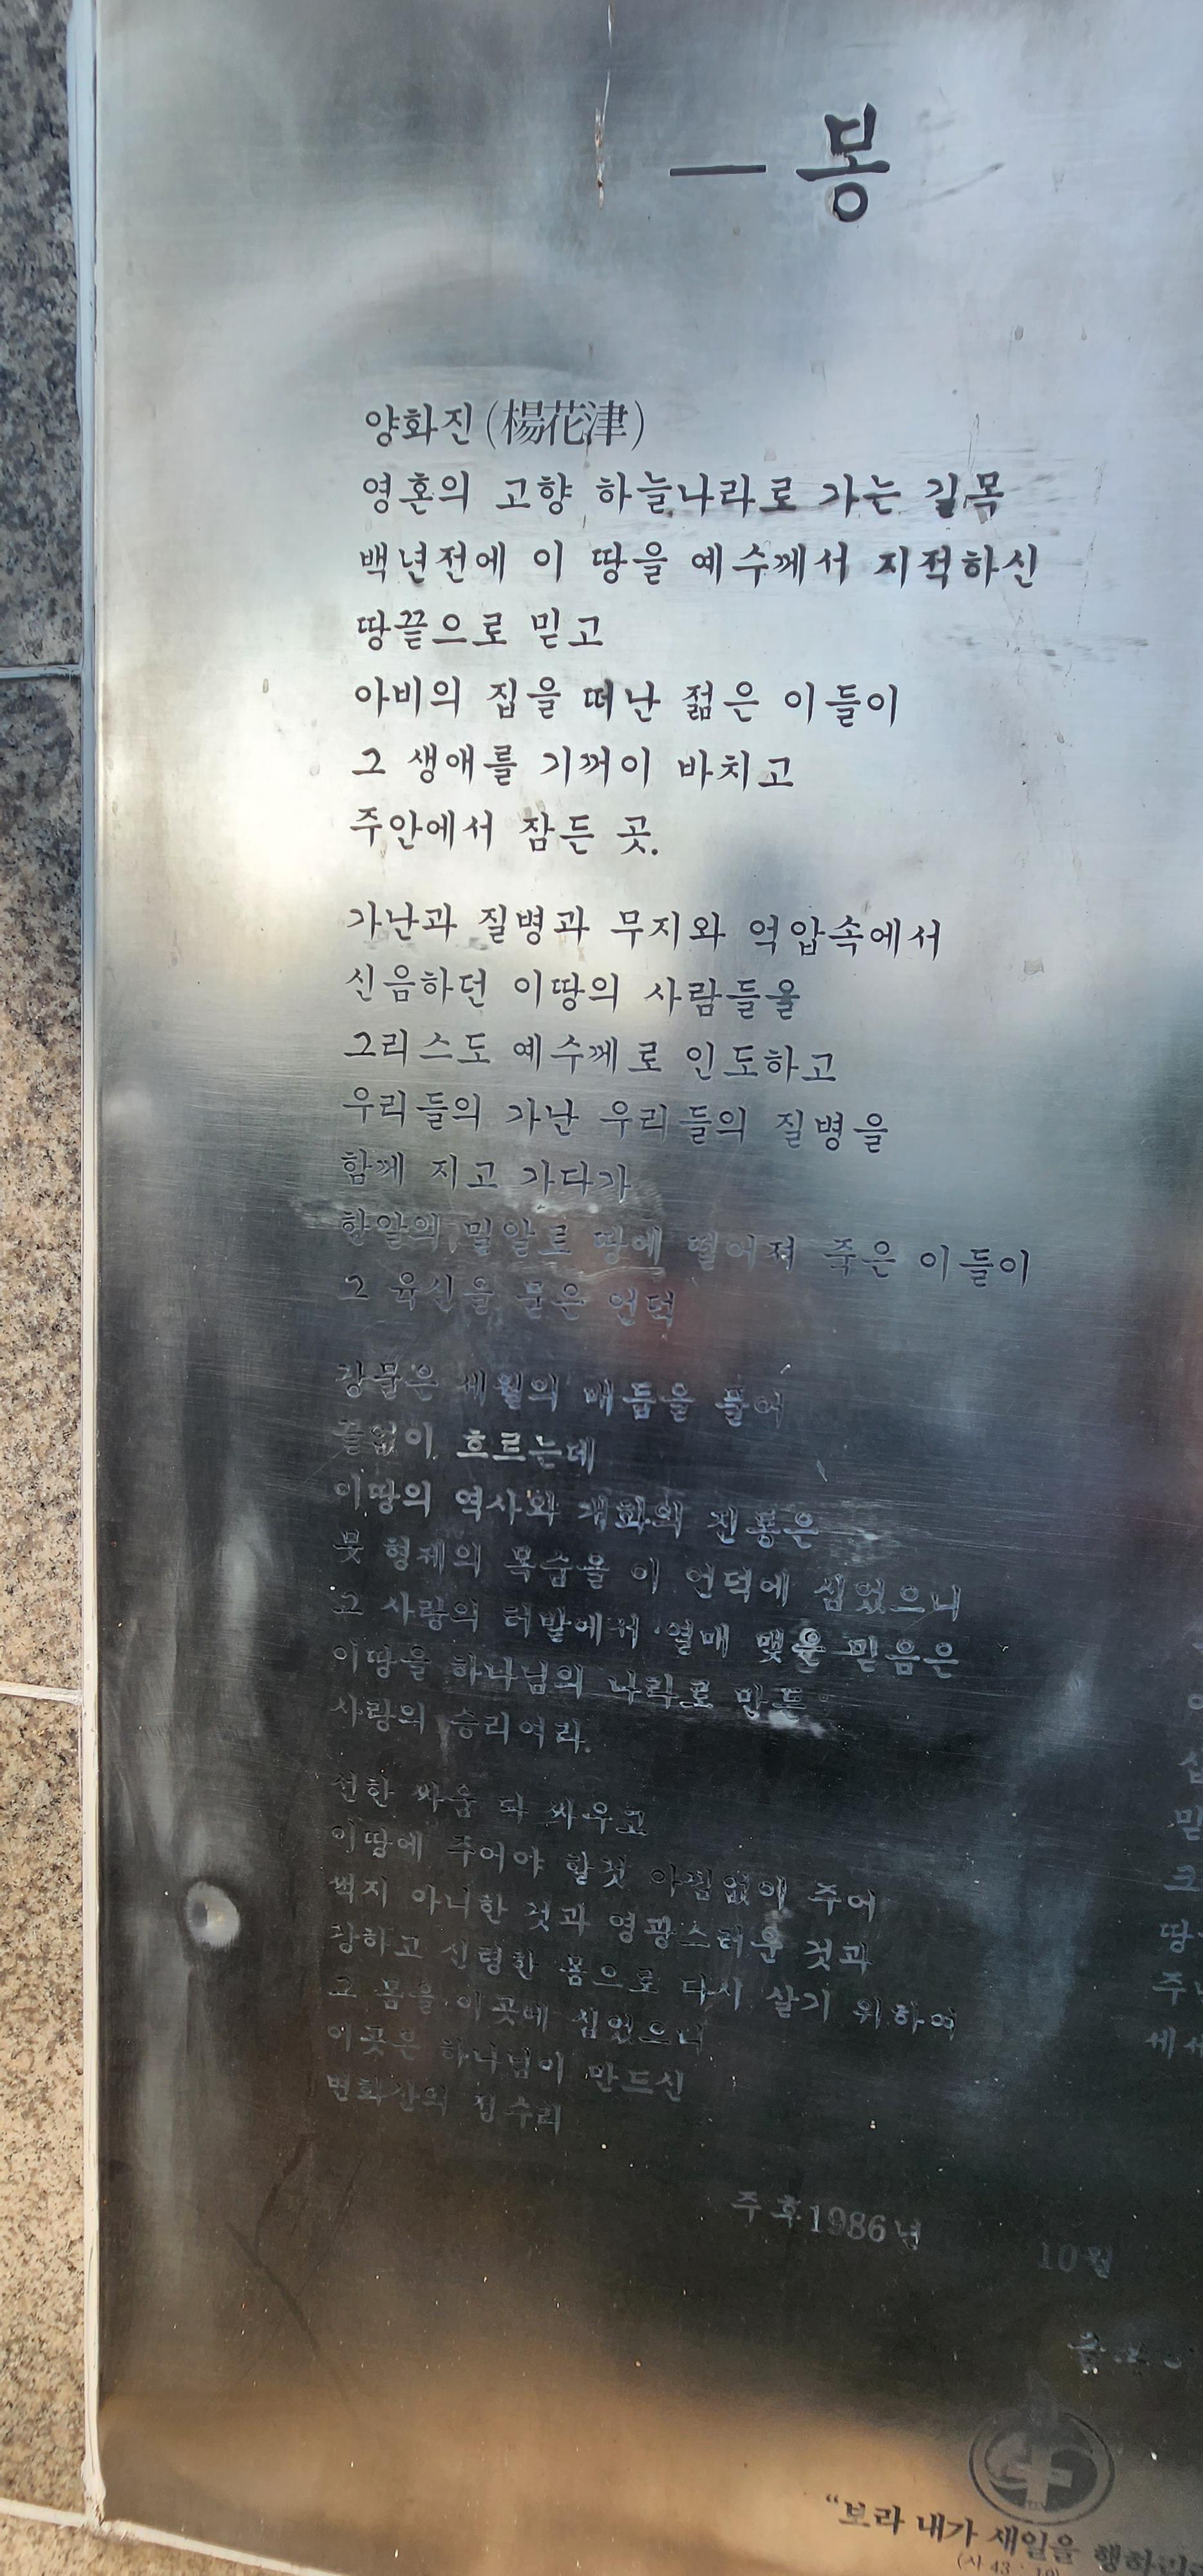 — 봉
양화진(楊花津)
영혼의 고향 하늘나라로 가는 길목
백년전에 이 땅을 예수께서 지적하신
땅끝으로 믿고
아비의 집을 떠난 젊은 이들이
그 생애를 기꺼이 바치고
주안에서 잠든 곳.
가난과 질병과 무지와 억압속에서
신음하던 이땅의 사람들을
그리스도 예수께로 인도하고
우리들의 가난 우리들의 질병을
함께 지고 가다가
한알의 밀알로 땅에 떨어져 죽은 이들이
그 육신을 묻은 언덕
강물은 세월의 매듭을 풀어
끝없이 흐르는데
이땅의 역사와 개화의 진통은
뭇 형제의 목숨을 이 언덕에 심었으니
그 사랑의 터밭에서 열매 맺은 믿음은
이땅을 하나님의 나라로 만든
사랑의 승리여라.
선한 싸움 다 싸우고
이땅에 주어야 할것 아낌없이 주어
썩지 아니한 것과 영광스러운 것과
강하고 신령한 몸으로 다시 살기 위하여
그 몸을 이곳에 심었으니
이곳은 하나님이 만드신
변화산의 정수리
주후1986년 10월
“보라 내가 새일을
(사43